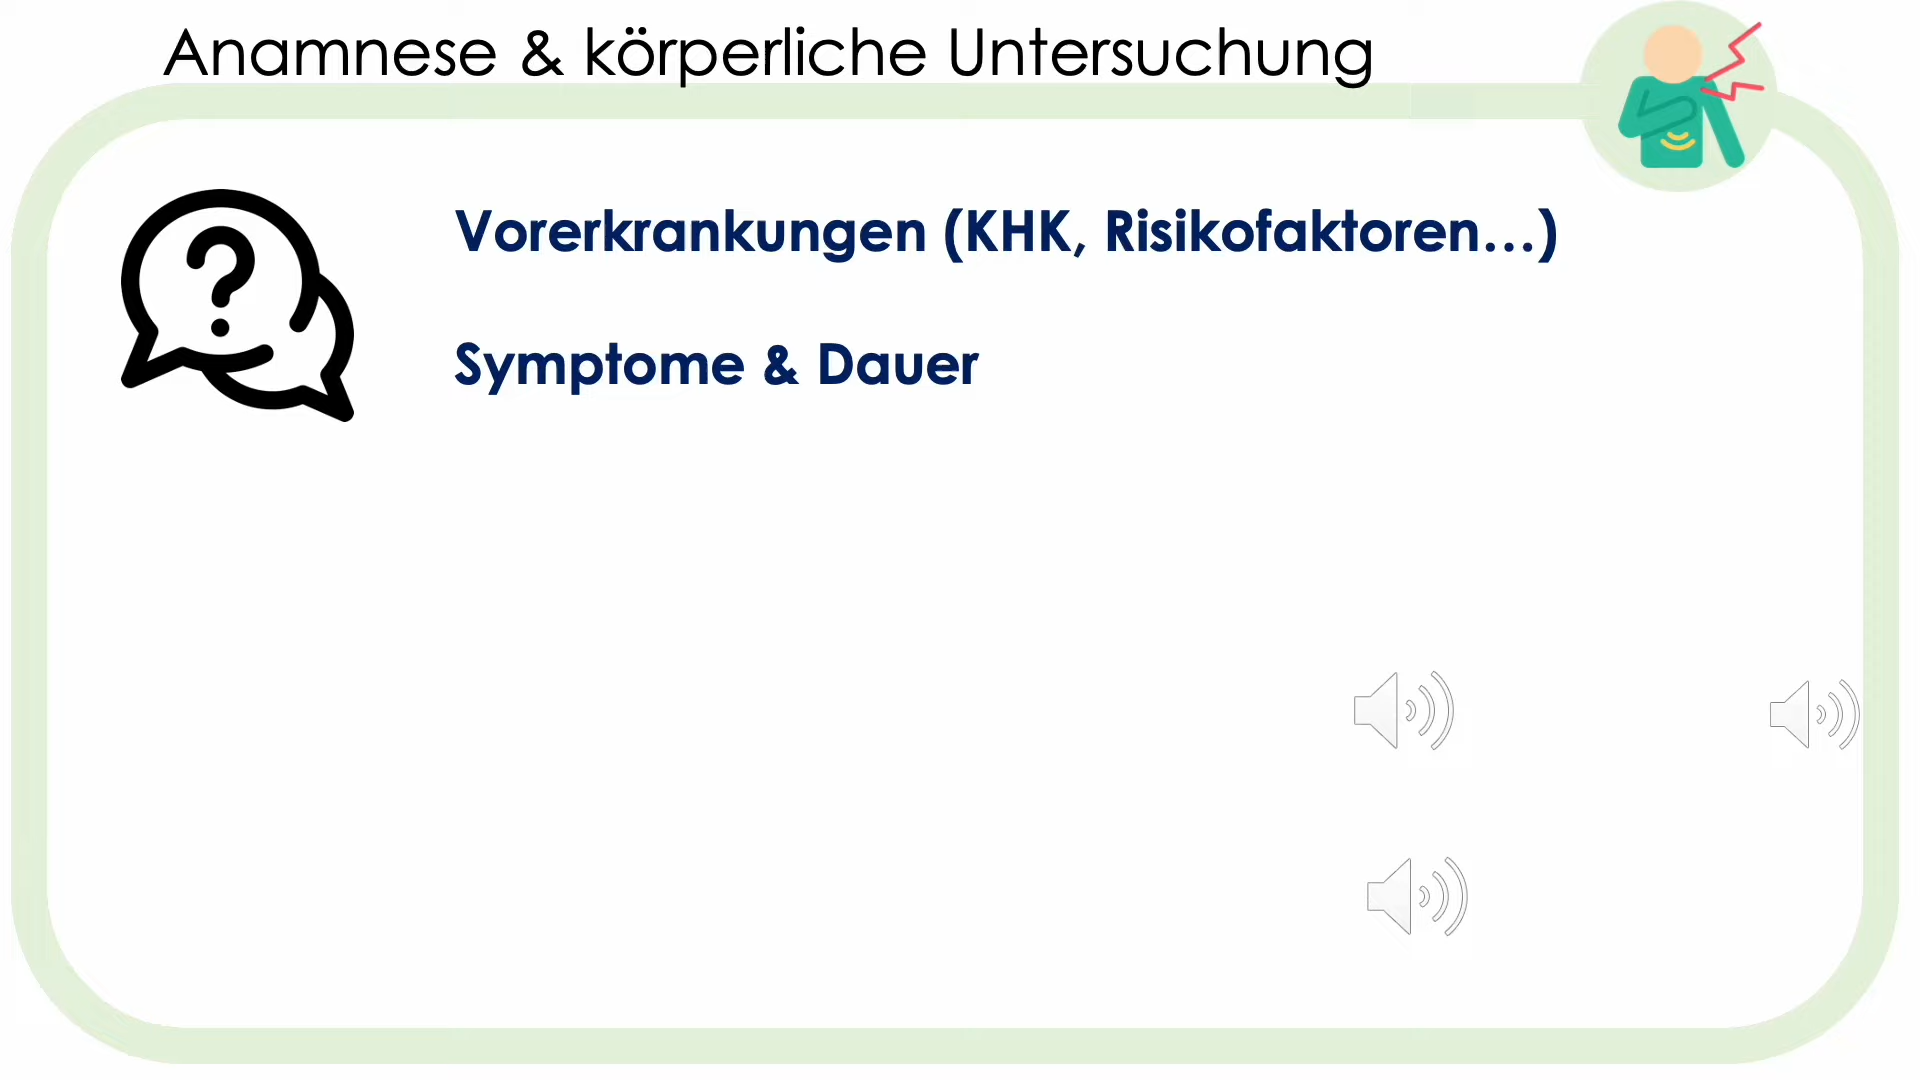 Anamnese & körperliche Untersuchung
Vorerkrankungen (KHK, Risikofaktoren…)
Symptome & Dauer